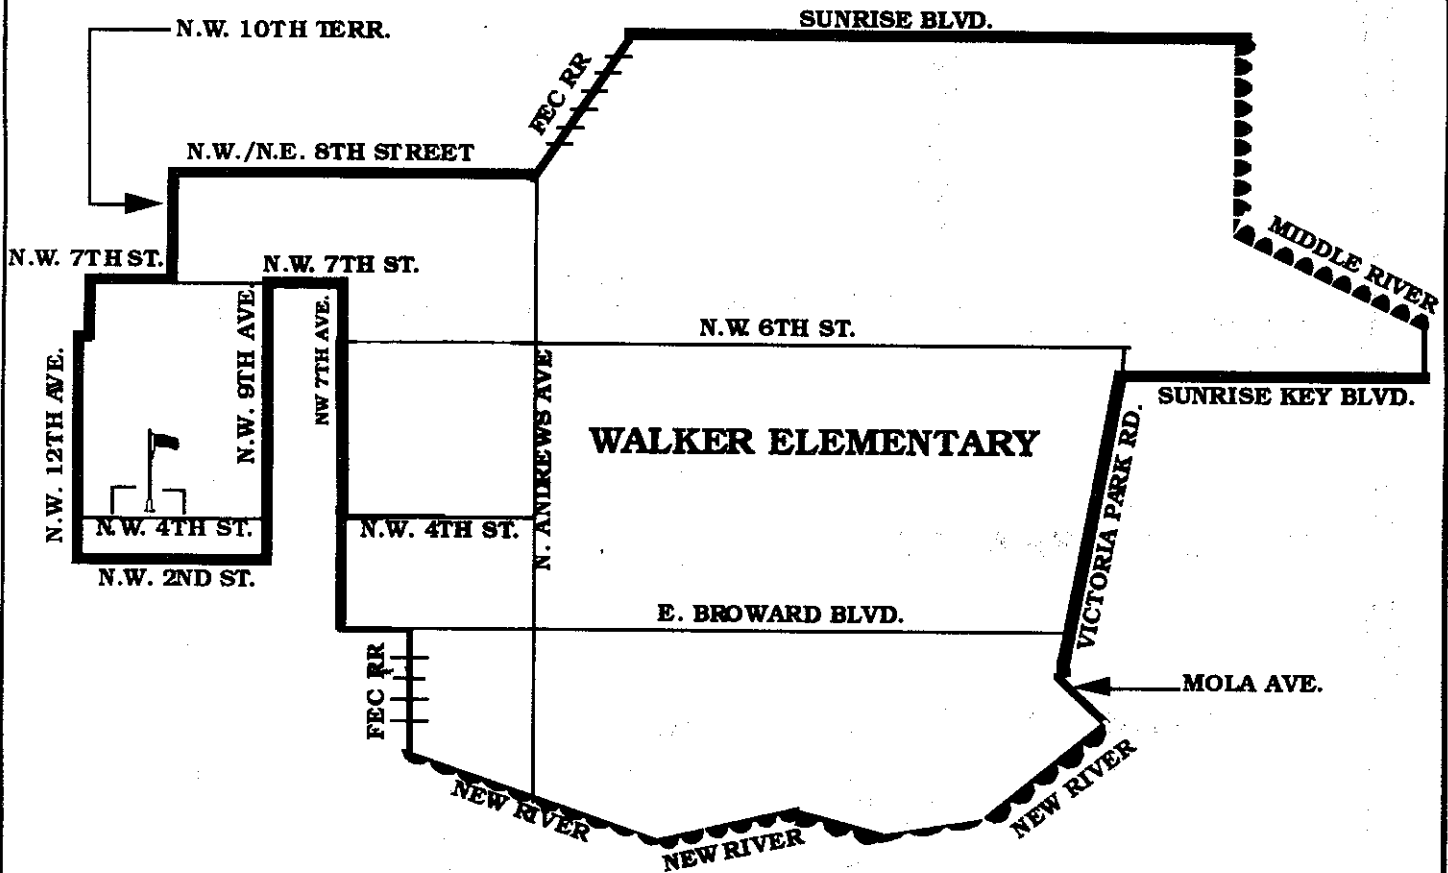 SUNRISE BLVD.
N.W. 10TH TERR.
FEC RR
N.W./N.E. 8TH STREET
MIDDLE RIVER
N.W. 7TH ST.
N.W. 7TH ST.
N.W. 9TH AVE.
NW 7TH AVE.
N.W. 6TH ST.
N.W. 12TH AVE.
N. ANDREWS AVE
SUNRISE KEY BLVD.
WALKER ELEMENTARY
VICTORIA PARK RD.
N.W. 4TH ST.
N.W. 4TH ST.
N.W. 2ND ST.
E. BROWARD BLVD.
FEC RR
MOLA AVE.
NEW RIVER
NEW RIVER
NEW RIVER